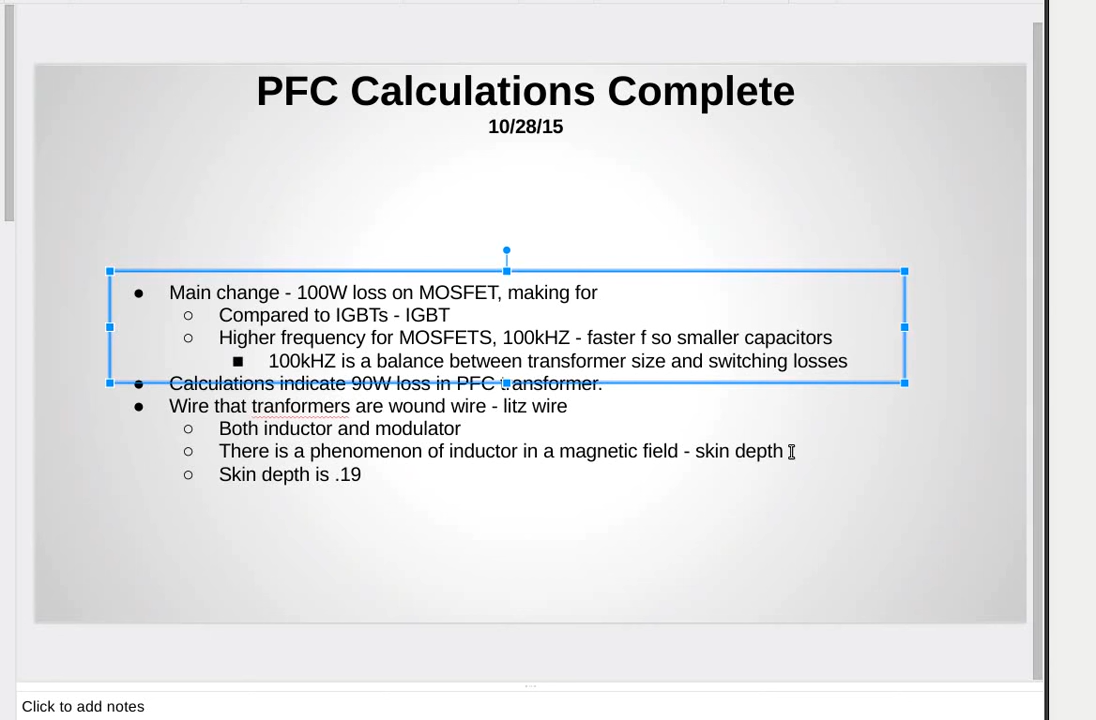 PFC Calculations Complete
10/28/15
● Main change - 100W loss on MOSFET, making for
○ Compared to IGBTs - IGBT
○ Higher frequency for MOSFETS, 100kHZ - faster f so smaller capacitors
■ 100kHZ is a balance between transformer size and switching losses
● Calculations indicate 90W loss in PFC transformer.
● Wire that tranformers are wound wire - litz wire
○ Both inductor and modulator
○ There is a phenomenon of inductor in a magnetic field - skin depth
○ Skin depth is .19
Click to add notes